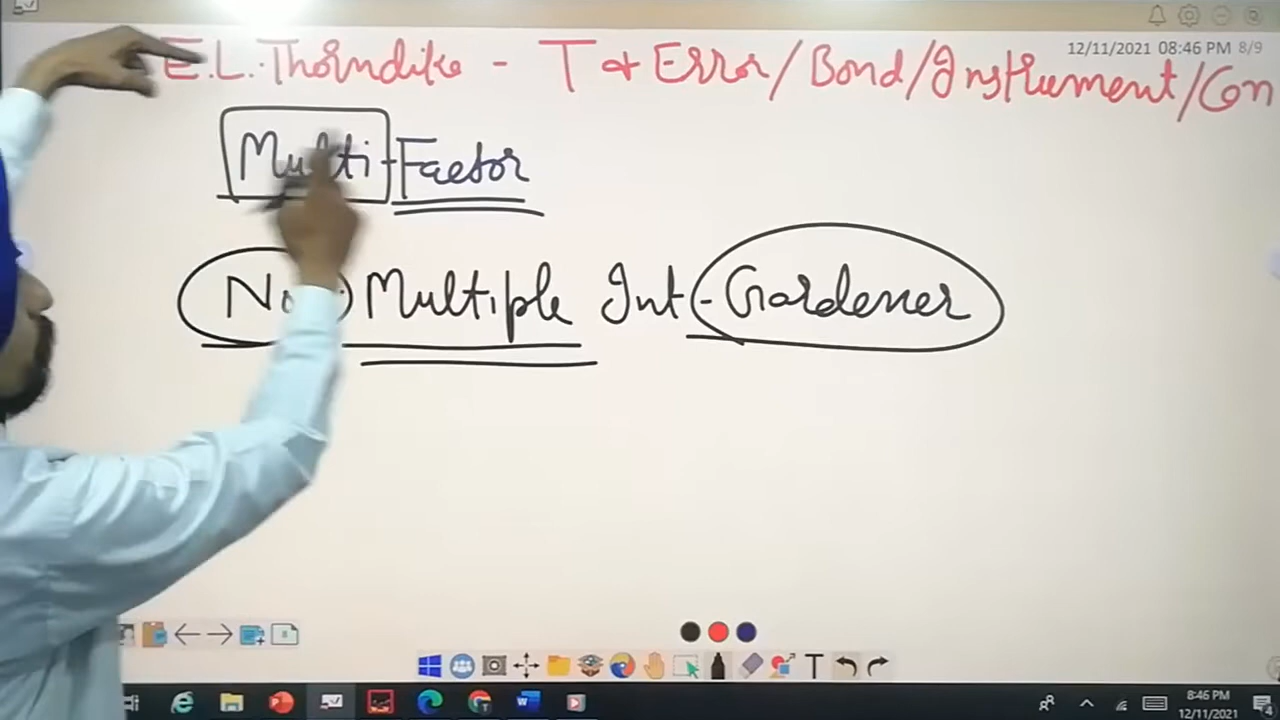 12/11/2021 08:46 PM 8/9
E.L. Thorndike - T & Error/Bond/Instrument/Con
Multi-Factor
Multiple Int - Gardener
T
8:46 PM
12/11/2021